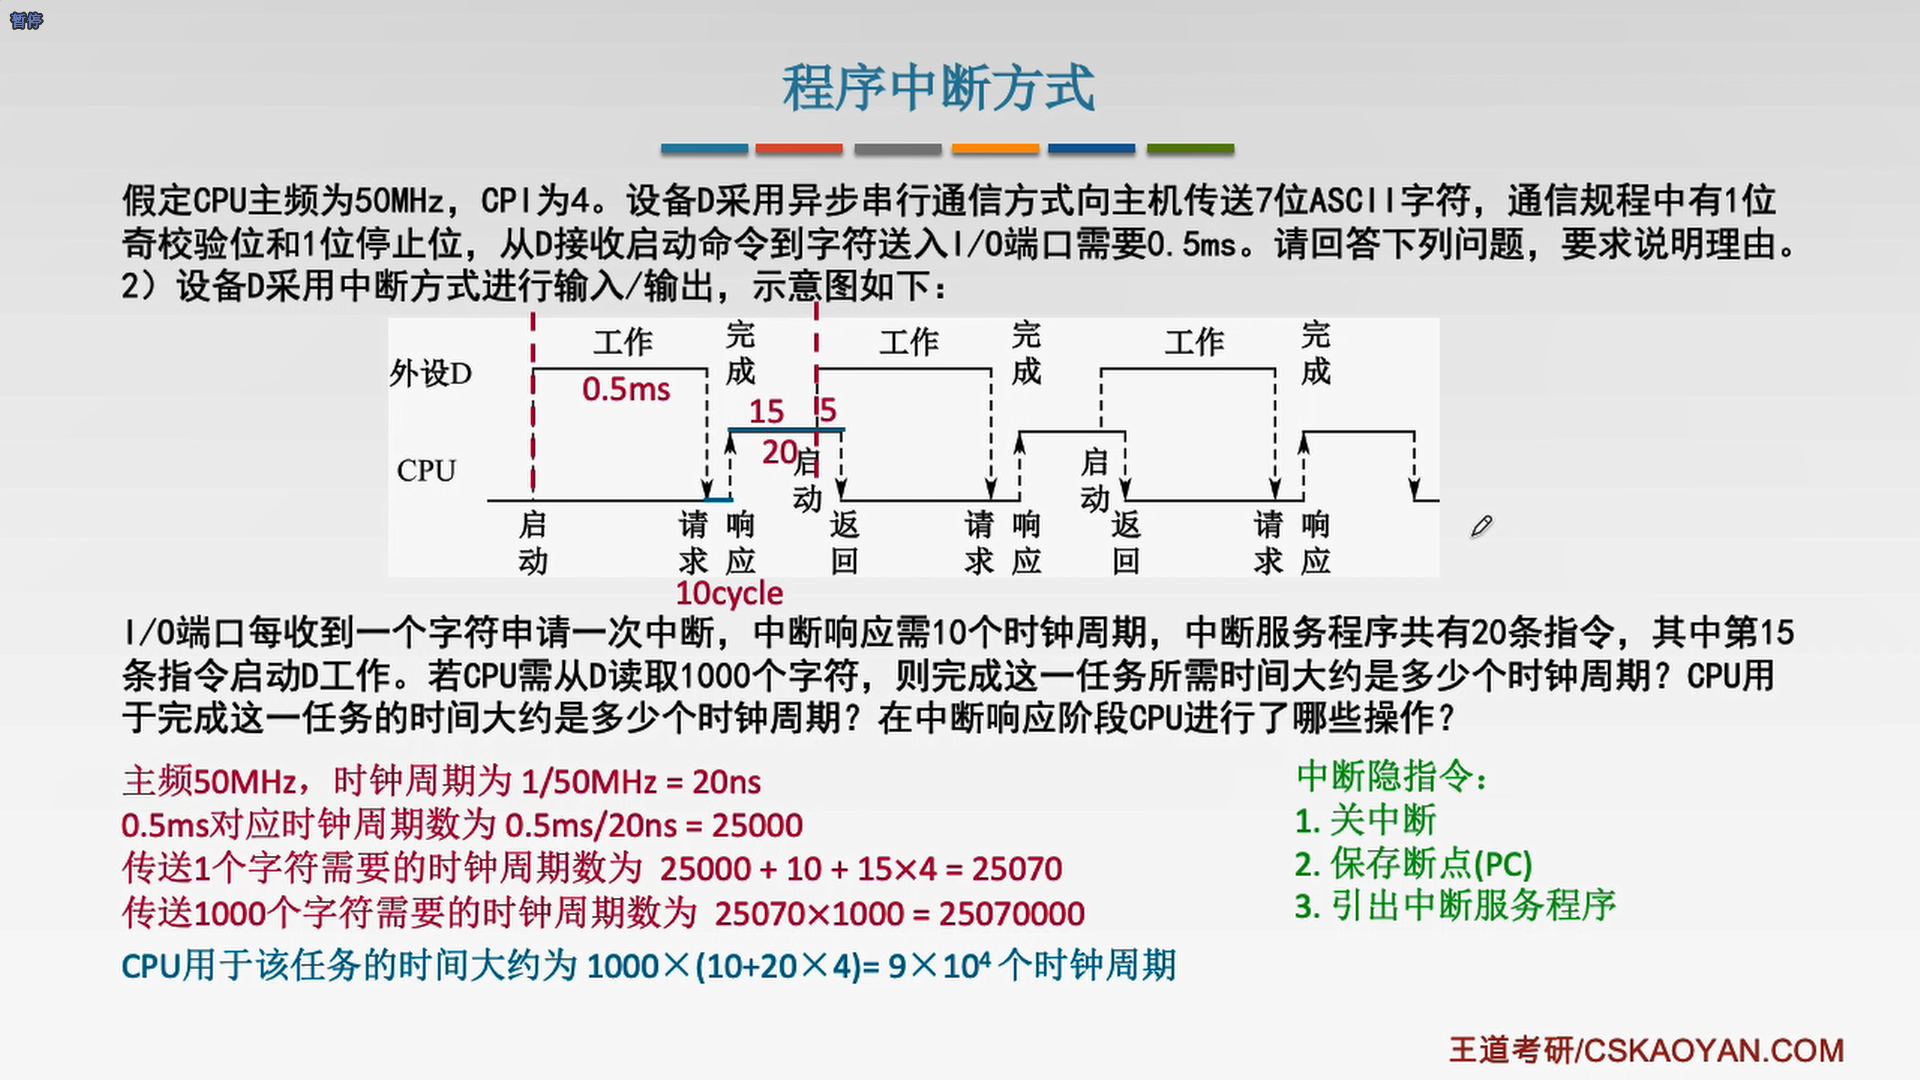 暂停
程序中断方式
假定CPU主频为50MHz，CPI为4。设备D采用异步串行通信方式向主机传送7位ASCII字符，通信规程中有1位
奇校验位和1位停止位，从D接收启动命令到字符送入I/O端口需要0.5ms。请回答下列问题，要求说明理由。
2）设备D采用中断方式进行输入/输出，示意图如下：
工作 完成 工作 完成 工作 完成
外设D
0.5ms
15 5
20
启动 启动
CPU
启动 请求 响应 返回 请求 响应 返回 请求 响应
10cycle
I/O端口每收到一个字符申请一次中断，中断响应需10个时钟周期，中断服务程序共有20条指令，其中第15
条指令启动D工作。若CPU需从D读取1000个字符，则完成这一任务所需时间大约是多少个时钟周期？CPU用
于完成这一任务的时间大约是多少个时钟周期？在中断响应阶段CPU进行了哪些操作？
主频50MHz，时钟周期为 1/50MHz = 20ns
0.5ms对应时钟周期数为 0.5ms/20ns = 25000
传送1个字符需要的时钟周期数为 25000 + 10 + 15×4 = 25070
传送1000个字符需要的时钟周期数为 25070×1000 = 25070000
CPU用于该任务的时间大约为 1000×(10+20×4)= 9×10⁴ 个时钟周期
中断隐指令：
1. 关中断
2. 保存断点(PC)
3. 引出中断服务程序
王道考研/CSKAOYAN.COM